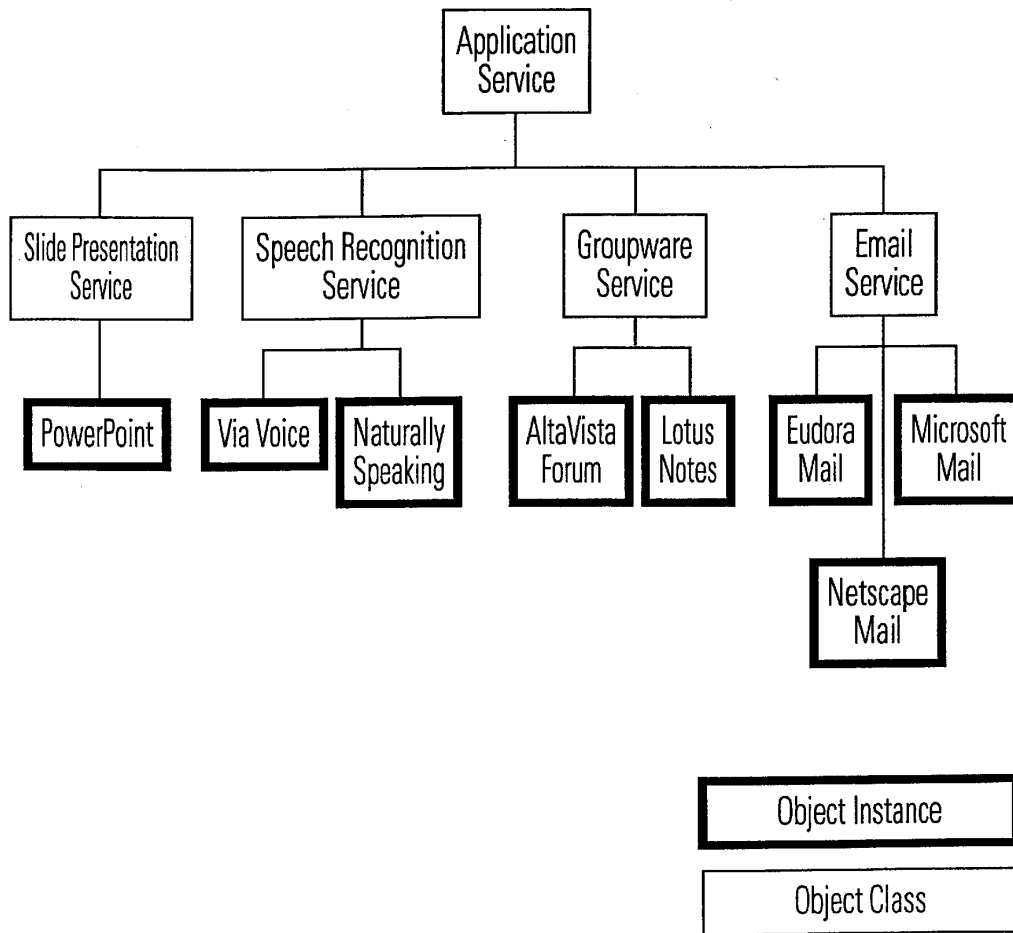 Application
Service
Slide Presentation
Service
Speech Recognition
Service
Groupware
Service
Email
Service
PowerPoint
Via Voice
Naturally
Speaking
AltaVista
Forum
Lotus
Notes
Eudora
Mail
Microsoft
Mail
Netscape
Mail
Object Instance
Object Class